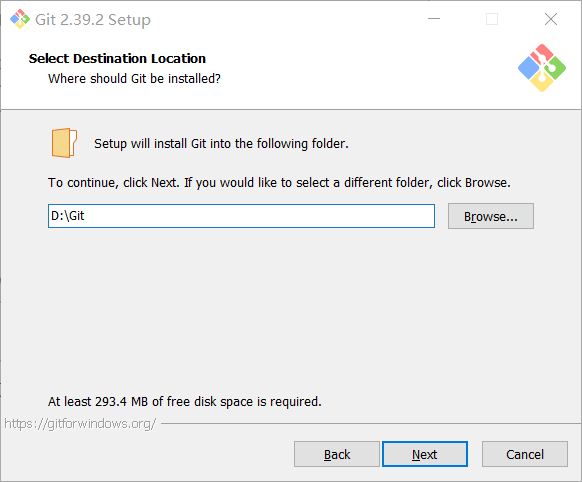 Git 2.39.2 Setup
Select Destination Location
Where should Git be installed?
Setup will install Git into the following folder.
To continue, click Next. If you would like to select a different folder, click Browse.
D:\Git
Browse...
At least 293.4 MB of free disk space is required.
https://gitforwindows.org/
Back
Next
Cancel